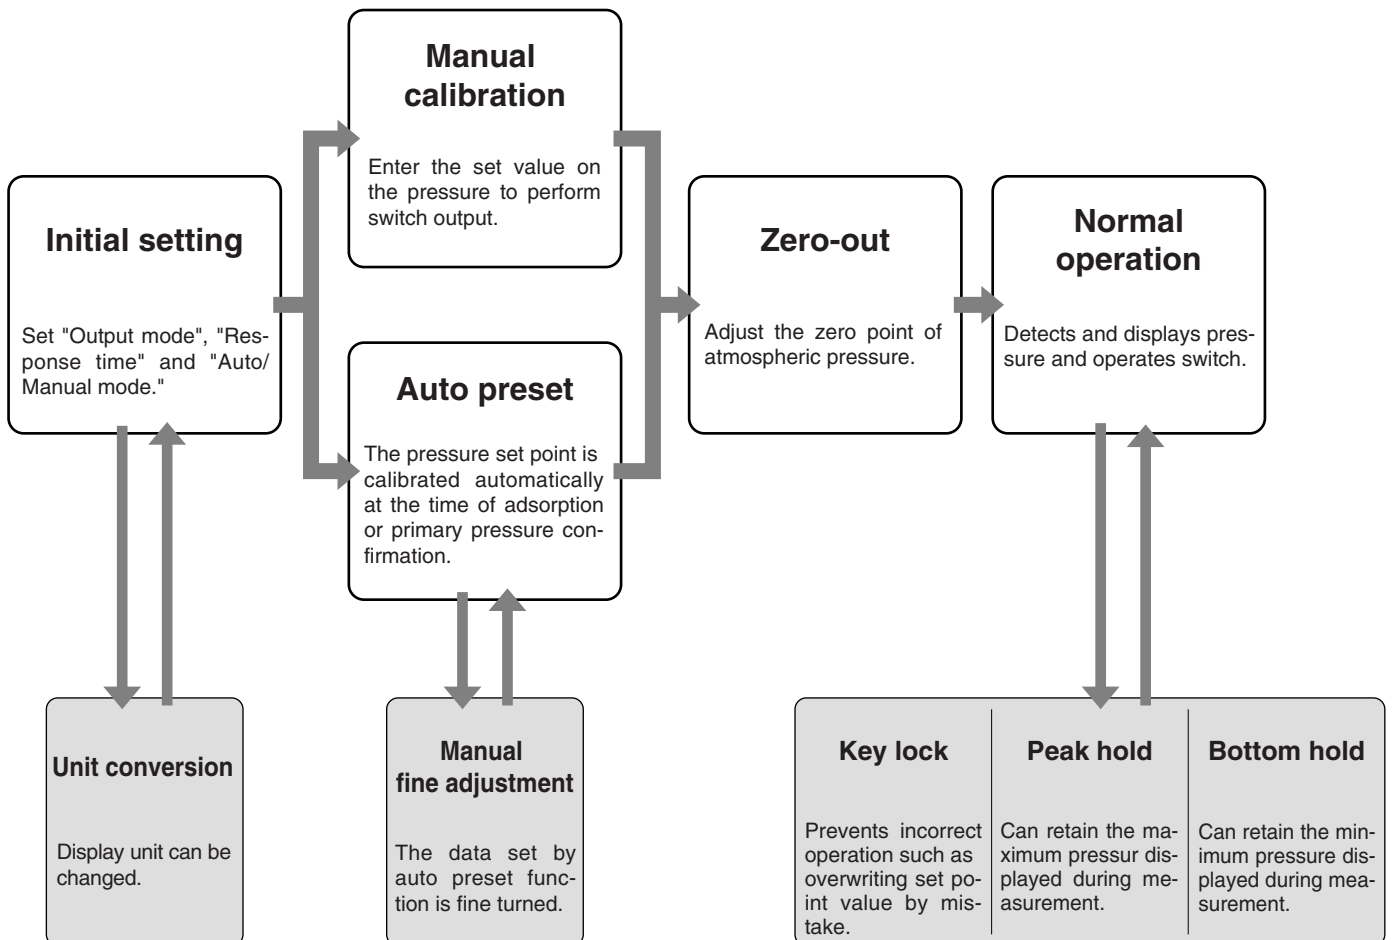 Manual
calibration
Enter the set value on
the pressure to perform
switch output.
Initial setting
Set "Output mode", "Res-
ponse time" and "Auto/
Manual mode."
Auto preset
The pressure set point is
calibrated automatically
at the time of adsorption
or primary pressure con-
firmation.
Zero-out
Adjust the zero point of
atmospheric pressure.
Normal
operation
Detects and displays pres-
sure and operates switch.
Unit conversion
Display unit can be
changed.
Manual
fine adjustment
The data set by
auto preset func-
tion is fine turned.
Key lock
Prevents incorrect
operation such as
overwriting set po-
int value by mis-
take.
Peak hold
Can retain the ma-
ximum pressur dis-
played during me-
asurement.
Bottom hold
Can retain the min-
imum pressure dis-
played during mea-
surement.